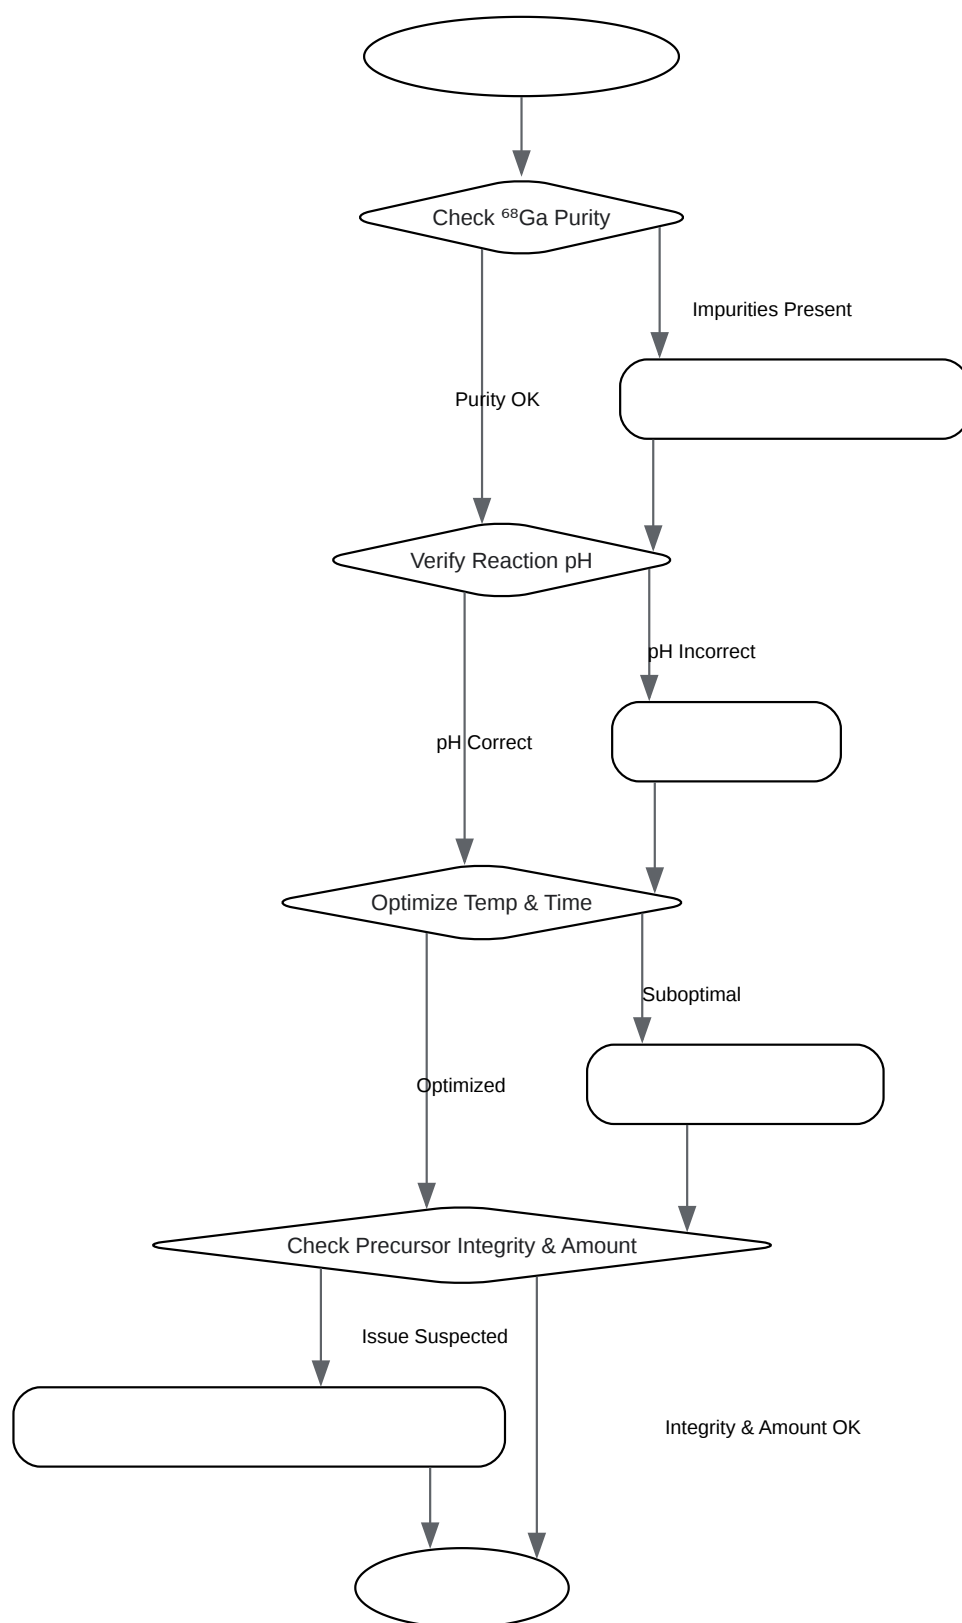 Check ⁶⁸Ga Purity
Impurities Present
Purity OK
Verify Reaction pH
pH Incorrect
pH Correct
Optimize Temp & Time
Suboptimal
Optimized
Check Precursor Integrity & Amount
Issue Suspected
Integrity & Amount OK